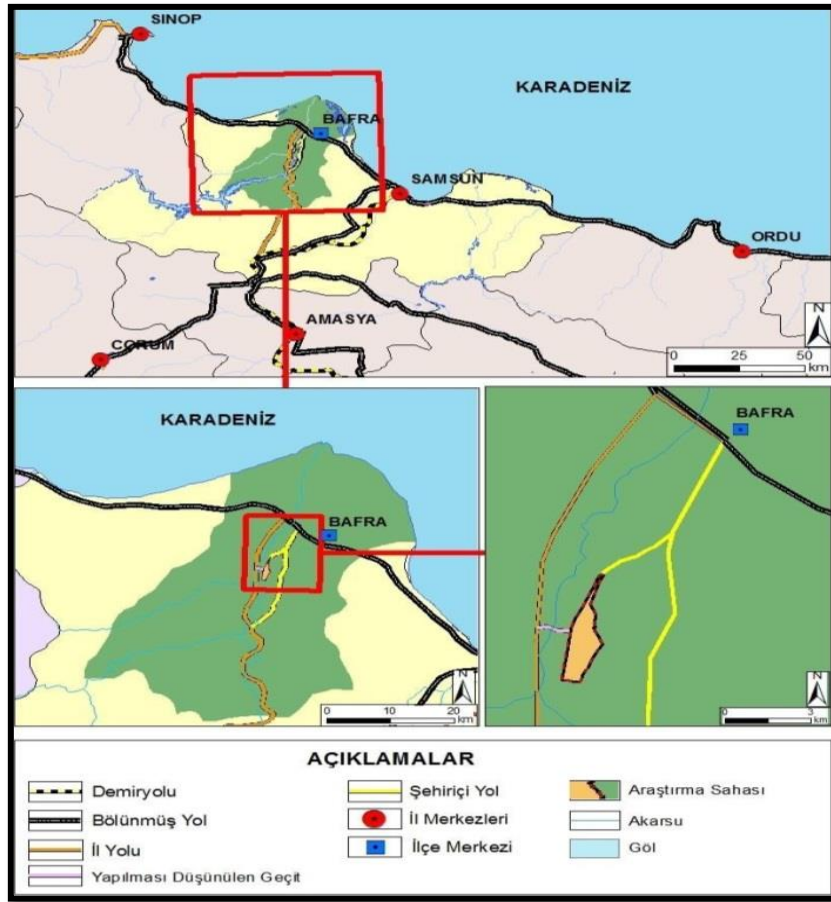 SINOP
KARADENİZ
BAFRA
SAMSUN
ORDU
AMASYA
ÇORUM
N
0 25 50
km
KARADENİZ
BAFRA
N
0 10 20
km
BAFRA
N
0 3
km
AÇIKLAMALAR
Demiryolu
Bölünmüş Yol
İl Yolu
Yapılması Düşünülen Geçit
Şehiriçi Yol
İl Merkezleri
İlçe Merkezi
Araştırma Sahası
Akarsu
Göl